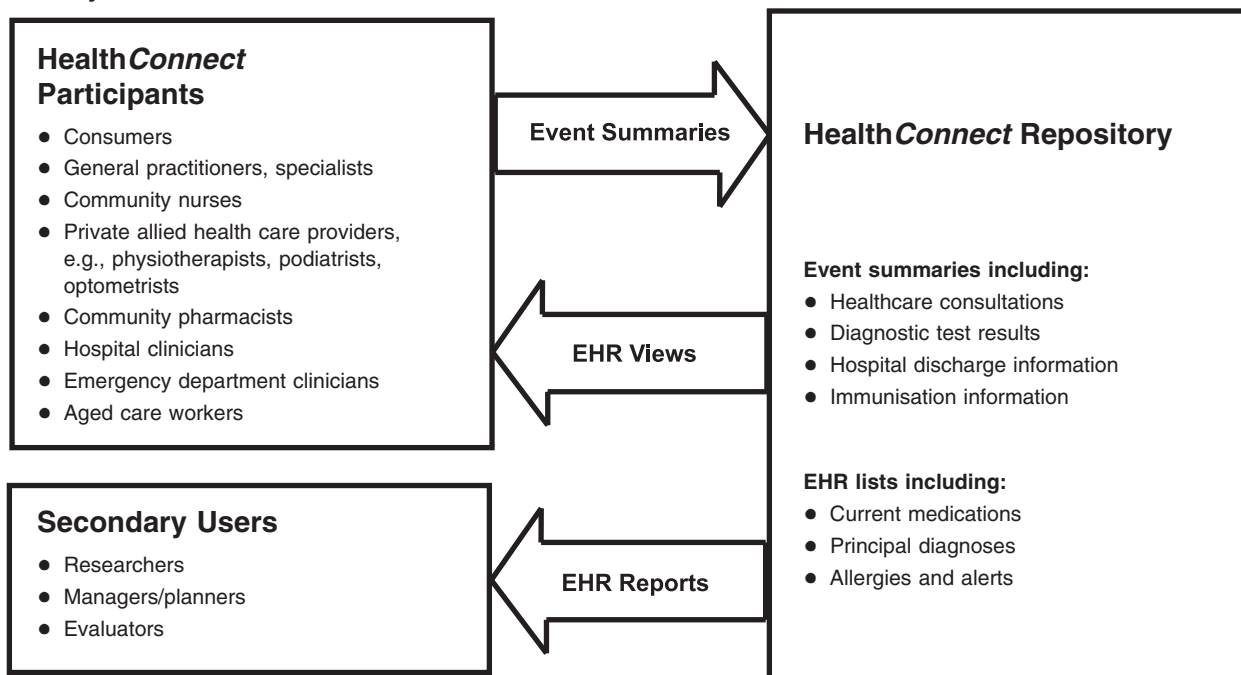 Health Connect
Participants
● Consumers
● General practitioners, specialists
● Community nurses
● Private allied health care providers,
e.g., physiotherapists, podiatrists,
optometrists
● Community pharmacists
● Hospital clinicians
● Emergency department clinicians
● Aged care workers
Event Summaries
EHR Views
Health Connect Repository
Event summaries including:
● Healthcare consultations
● Diagnostic test results
● Hospital discharge information
● Immunisation information
EHR lists including:
● Current medications
● Principal diagnoses
● Allergies and alerts
Secondary Users
● Researchers
● Managers/planners
● Evaluators
EHR Reports